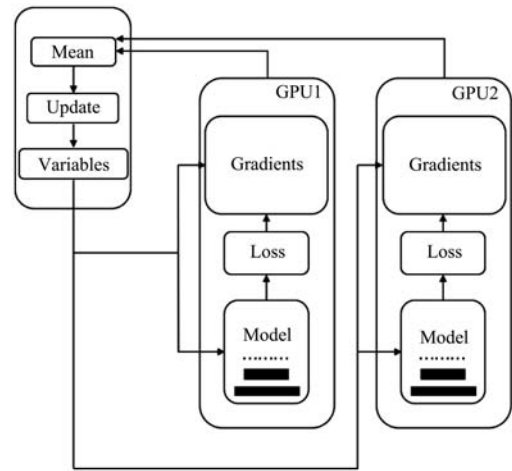 Mean
Update
Variables
GPU1
Gradients
Loss
Model
.........
GPU2
Gradients
Loss
Model
.........